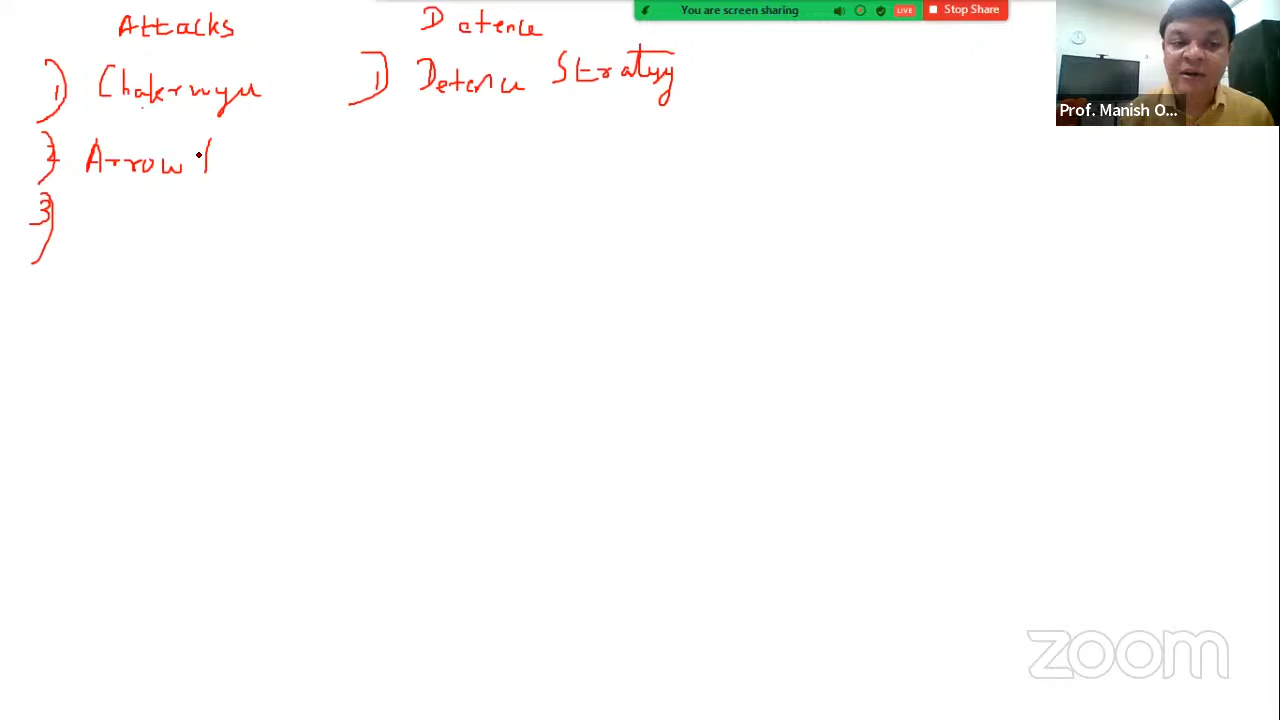 Attacks Defence
You are screen sharing LIVE Stop Share
1) Chakrwyu 1) Defence Strategy
Prof. Manish O...
2) Arrow
3)
zoom